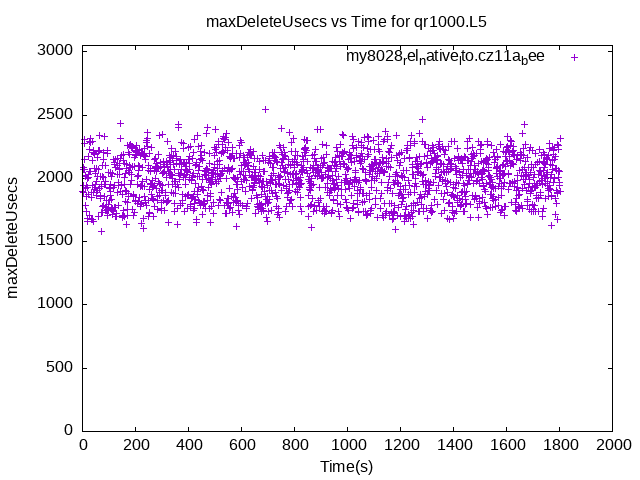 maxDeleteUsecs vs Time for qr1000.L5
my8028relnativelto.cz11abee
3000
2500
2000
1500
1000
500
0
maxDeleteUsecs
0 200 400 600 800 1000 1200 1400 1600 1800 2000
Time(s)